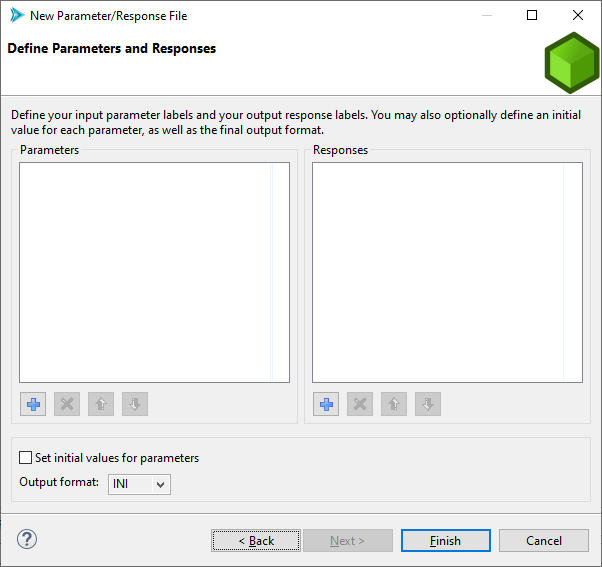 New Parameter/Response File
Define Parameters and Responses
Define your input parameter labels and your output response labels. You may also optionally define an initial
value for each parameter, as well as the final output format.
Parameters
Responses
Set initial values for parameters
Output format: INI
< Back
Next >
Finish
Cancel